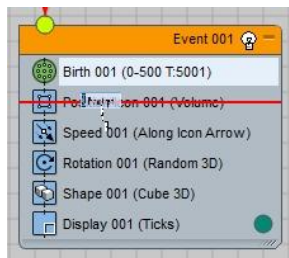 Event 001
Birth 001 (0-500 T:5001)
Icon 001 (Volume)
Speed 001 (Along Icon Arrow)
Rotation 001 (Random 3D)
Shape 001 (Cube 3D)
Display 001 (Ticks)